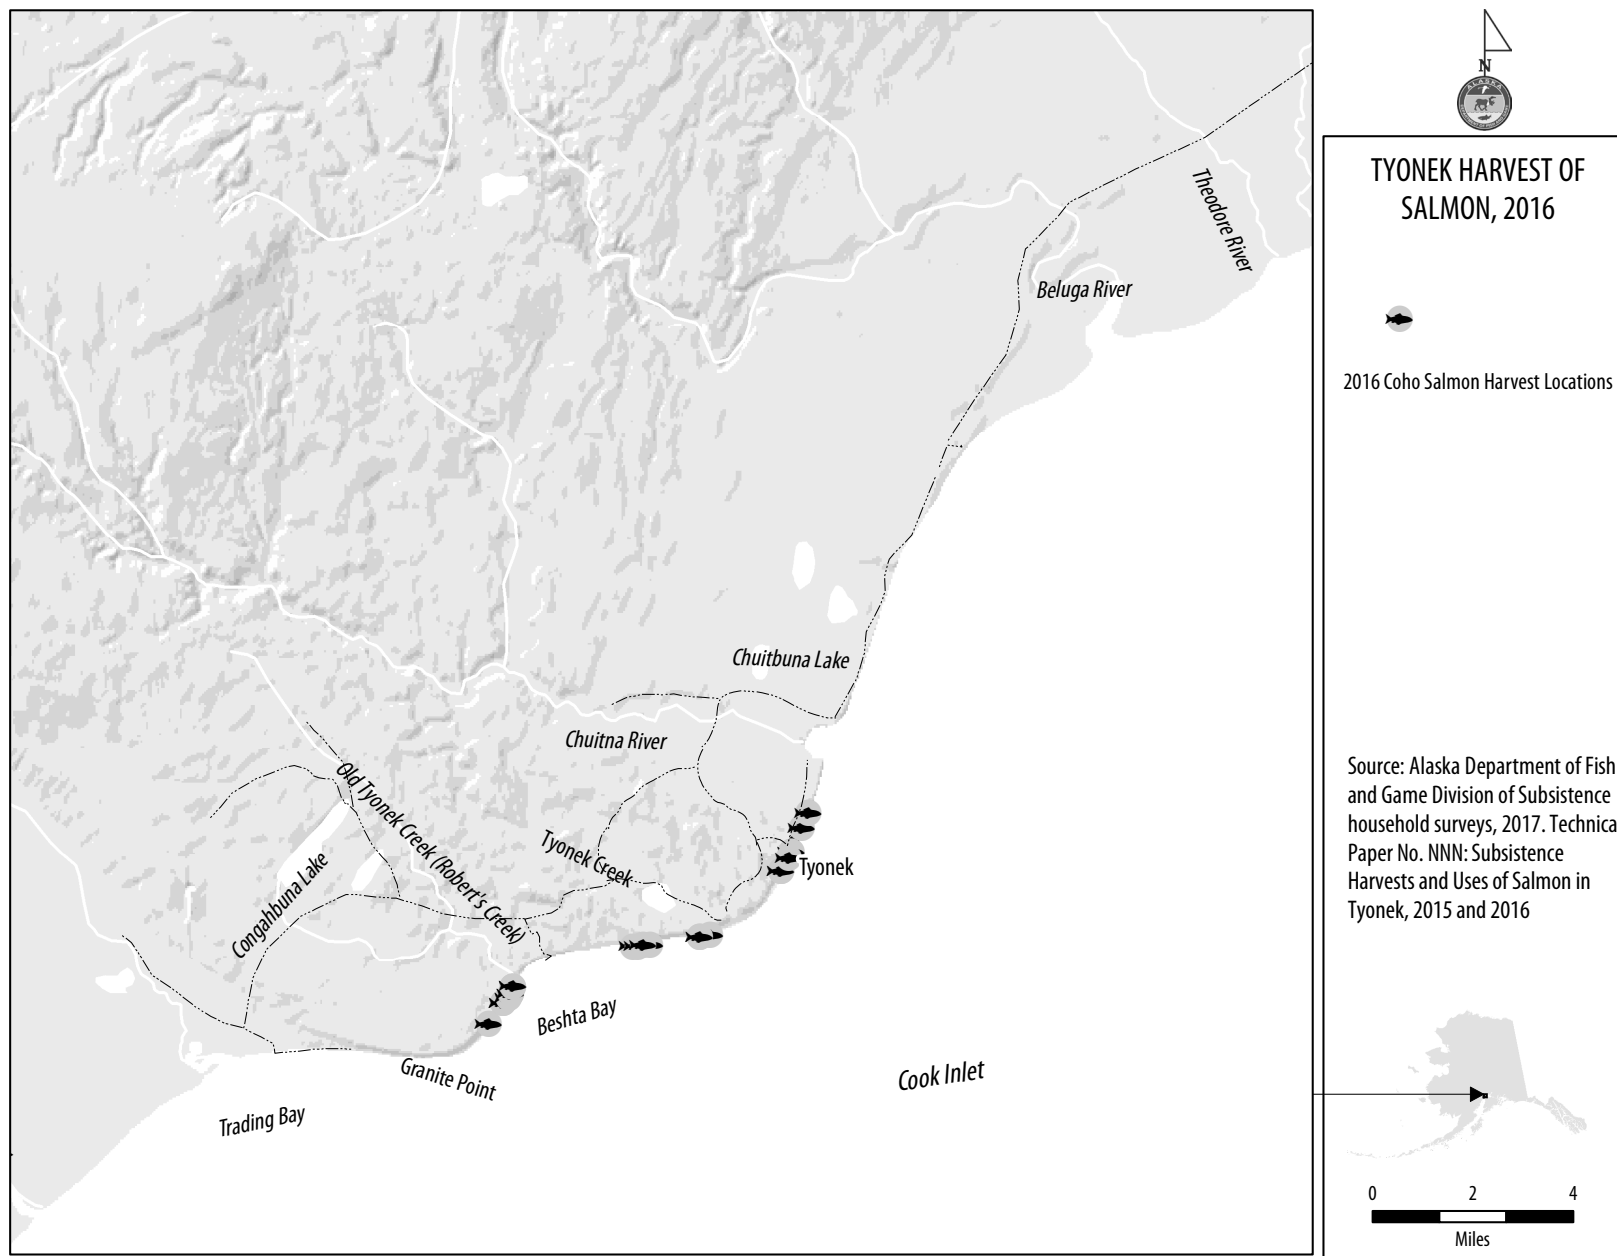 N
ALASKA
TYONEK HARVEST OF
SALMON, 2016
2016 Coho Salmon Harvest Locations
Theodore River
Beluga River
Chuitbuna Lake
Chuitna River
Old Tyonek Creek (Robert's Creek)
Tyonek Creek
Tyonek
Congahbuna Lake
Beshta Bay
Granite Point
Cook Inlet
Trading Bay
Source: Alaska Department of Fish
and Game Division of Subsistence
household surveys, 2017. Technica
Paper No. NNN: Subsistence
Harvests and Uses of Salmon in
Tyonek, 2015 and 2016
0 2 4
Miles